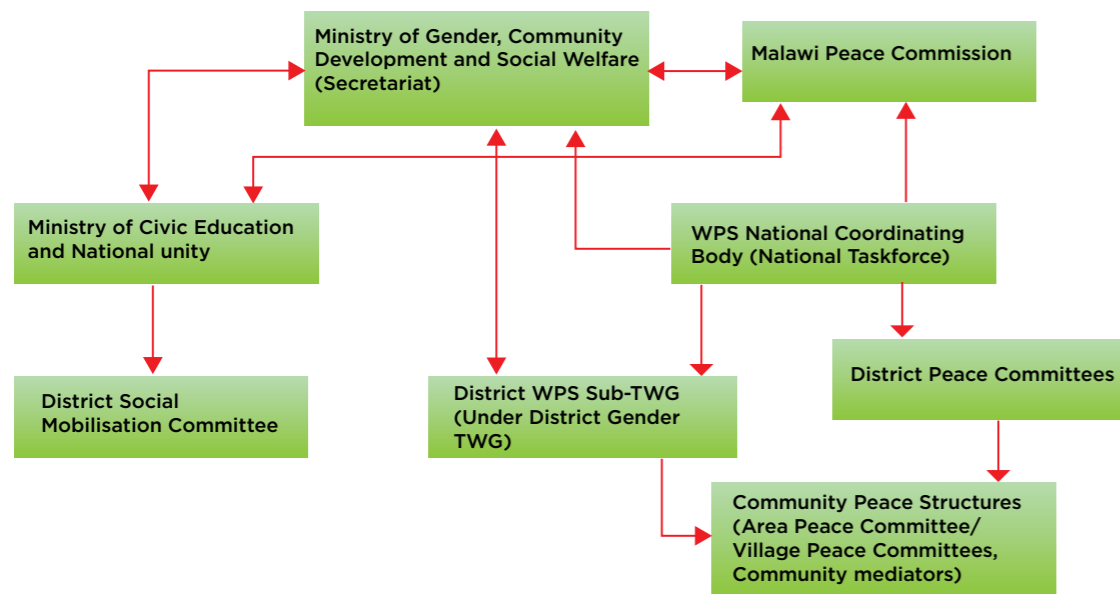 Ministry of Gender, Community
Development and Social Welfare
(Secretariat)
Malawi Peace Commission
Ministry of Civic Education
and National unity
WPS National Coordinating
Body (National Taskforce)
District Social
Mobilisation Committee
District WPS Sub-TWG
(Under District Gender
TWG)
District Peace Committees
Community Peace Structures
(Area Peace Committee/
Village Peace Committees,
Community mediators)